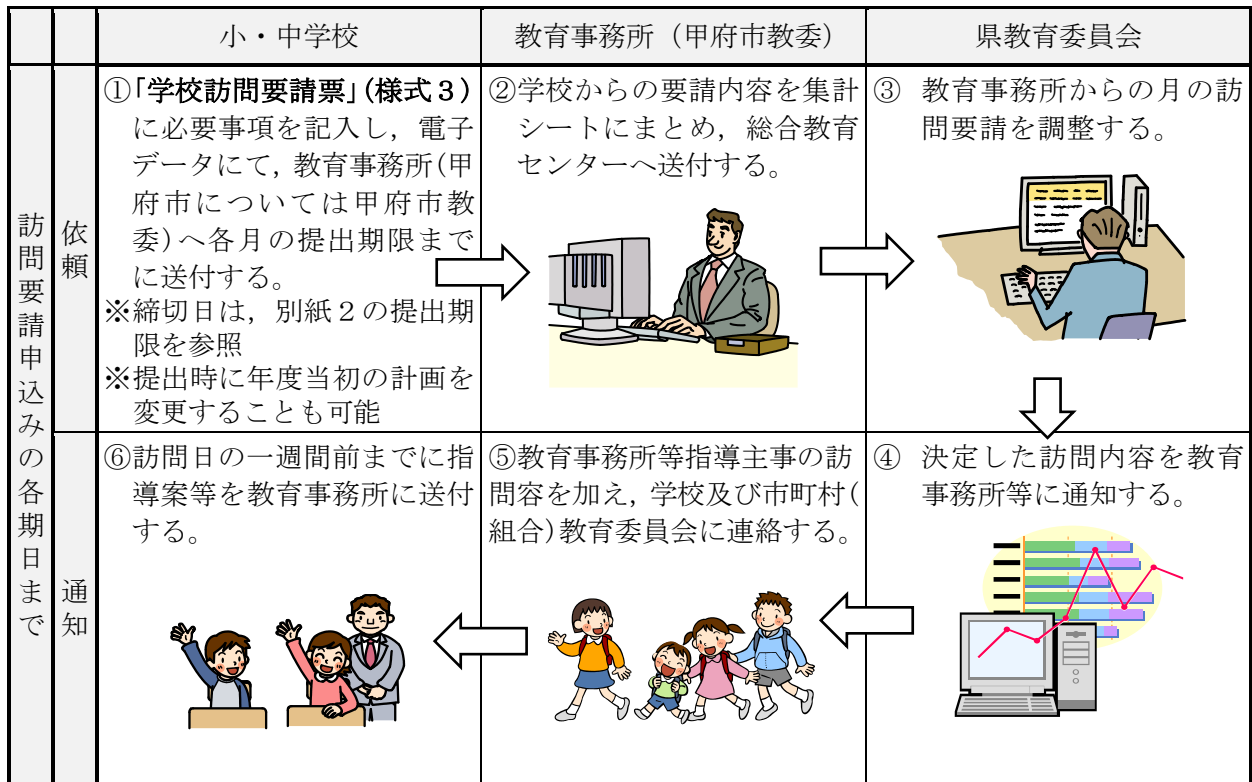 小・中学校
教育事務所（甲府市教委）
県教育委員会
訪問要請申込みの各期日まで
依頼
①「学校訪問要請票」(様式３)
に必要事項を記入し，電子
データにて，教育事務所(甲
府市については甲府市教
委)へ各月の提出期限まで
に送付する。
※締切日は，別紙２の提出期
限を参照
※提出時に年度当初の計画を
変更することも可能
②学校からの要請内容を集計
シートにまとめ，総合教育
センターへ送付する。
③　教育事務所からの月の訪
問要請を調整する。
通知
⑥訪問日の一週間前までに指
導案等を教育事務所に送付
する。
⑤教育事務所等指導主事の訪
問容を加え，学校及び市町村(
組合)教育委員会に連絡する。
④　決定した訪問内容を教育
事務所等に通知する。